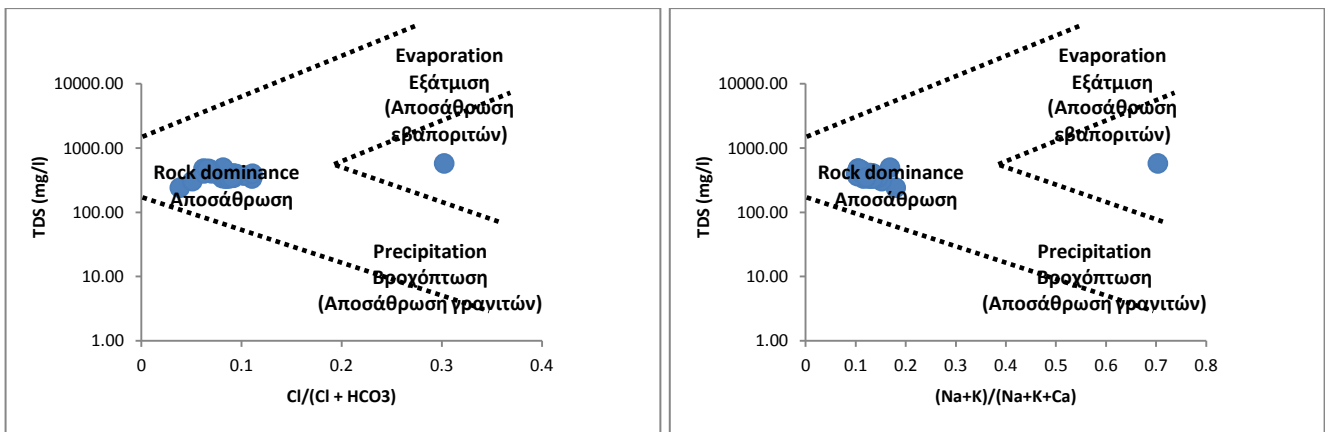 Evaporation
Εξάτμιση
(Αποσάθρωση
εβαποριτών)
10000.00
1000.00
100.00
10.00
1.00
TDS (mg/l)
Rock dominance
Αποσάθρωση
Precipitation
Βροχόπτωση
(Αποσάθρωση γρανιτών)
0 0.1 0.2 0.3 0.4
Cl/(Cl + HCO3)
Evaporation
Εξάτμιση
(Αποσάθρωση
εβαποριτών)
10000.00
1000.00
100.00
10.00
1.00
TDS (mg/l)
Rock dominance
Αποσάθρωση
Precipitation
Βροχόπτωση
(Αποσάθρωση γρανιτών)
0 0.1 0.2 0.3 0.4 0.5 0.6 0.7 0.8
(Na+K)/(Na+K+Ca)